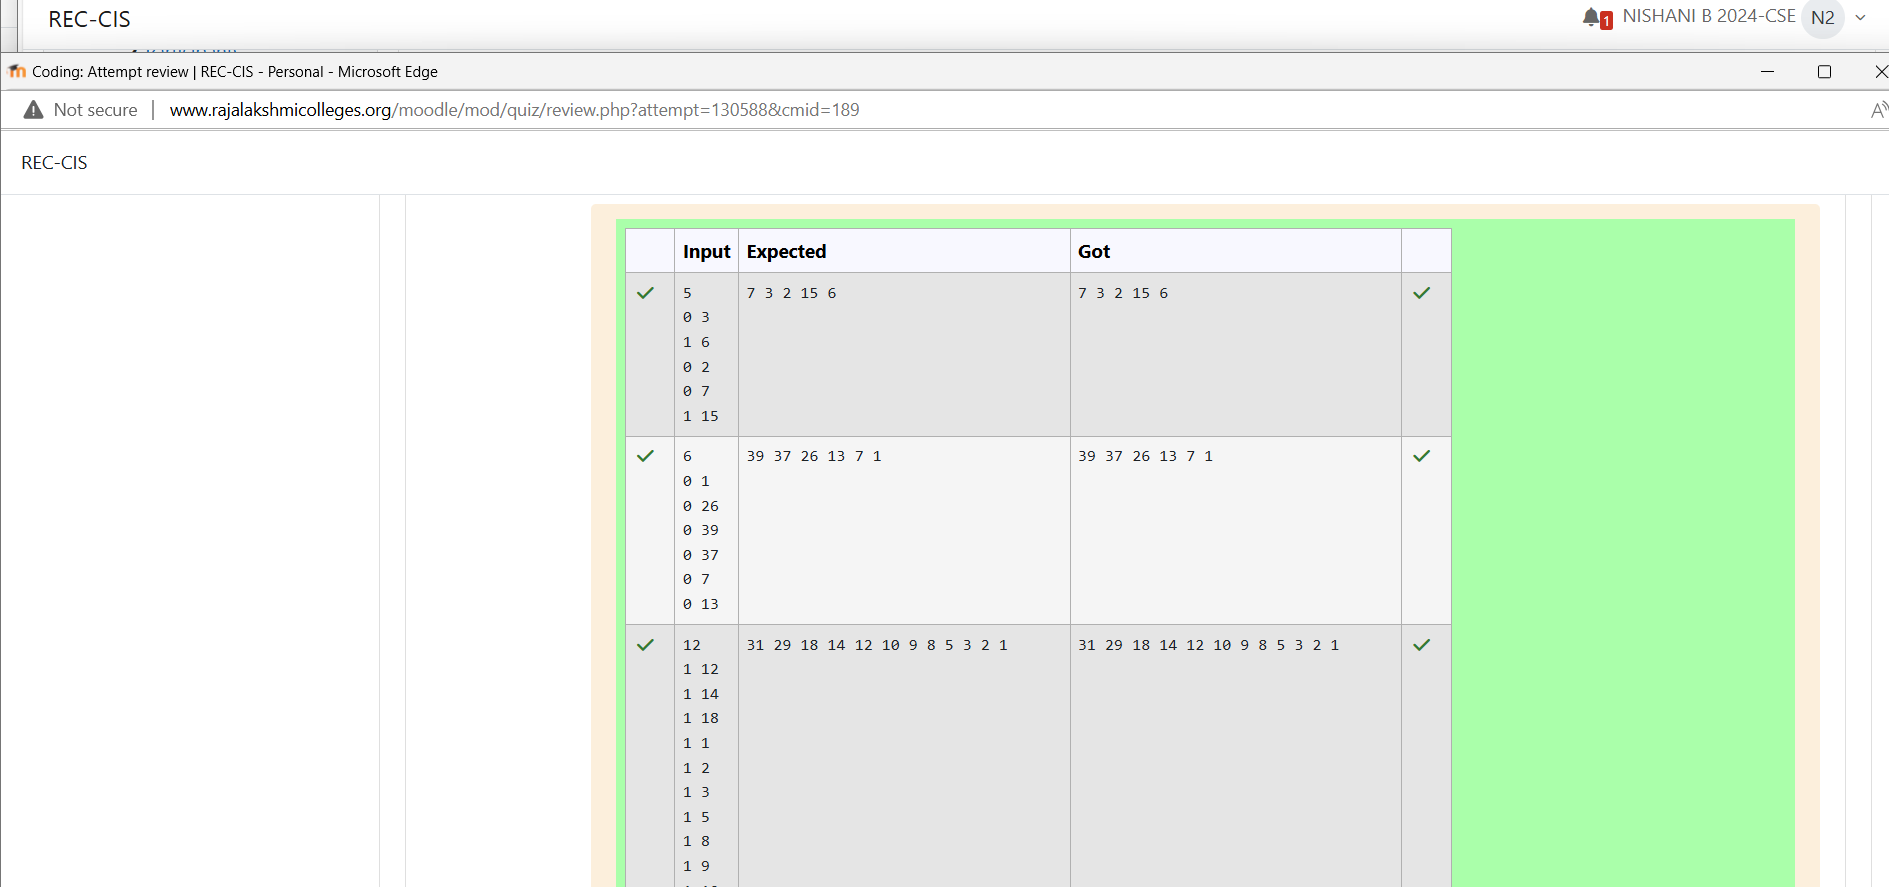 REC-CIS
1 NISHANI B 2024-CSE N2
Coding: Attempt review | REC-CIS - Personal - Microsoft Edge
Not secure | www.rajalakshmicolleges.org/moodle/mod/quiz/review.php?attempt=130588&cmid=189
REC-CIS
Input Expected Got
5 7 3 2 15 6 7 3 2 15 6
0 3
1 6
0 2
0 7
1 15
6 39 37 26 13 7 1 39 37 26 13 7 1
0 1
0 26
0 39
0 37
0 7
0 13
12 31 29 18 14 12 10 9 8 5 3 2 1 31 29 18 14 12 10 9 8 5 3 2 1
1 12
1 14
1 18
1 1
1 2
1 3
1 5
1 8
1 9